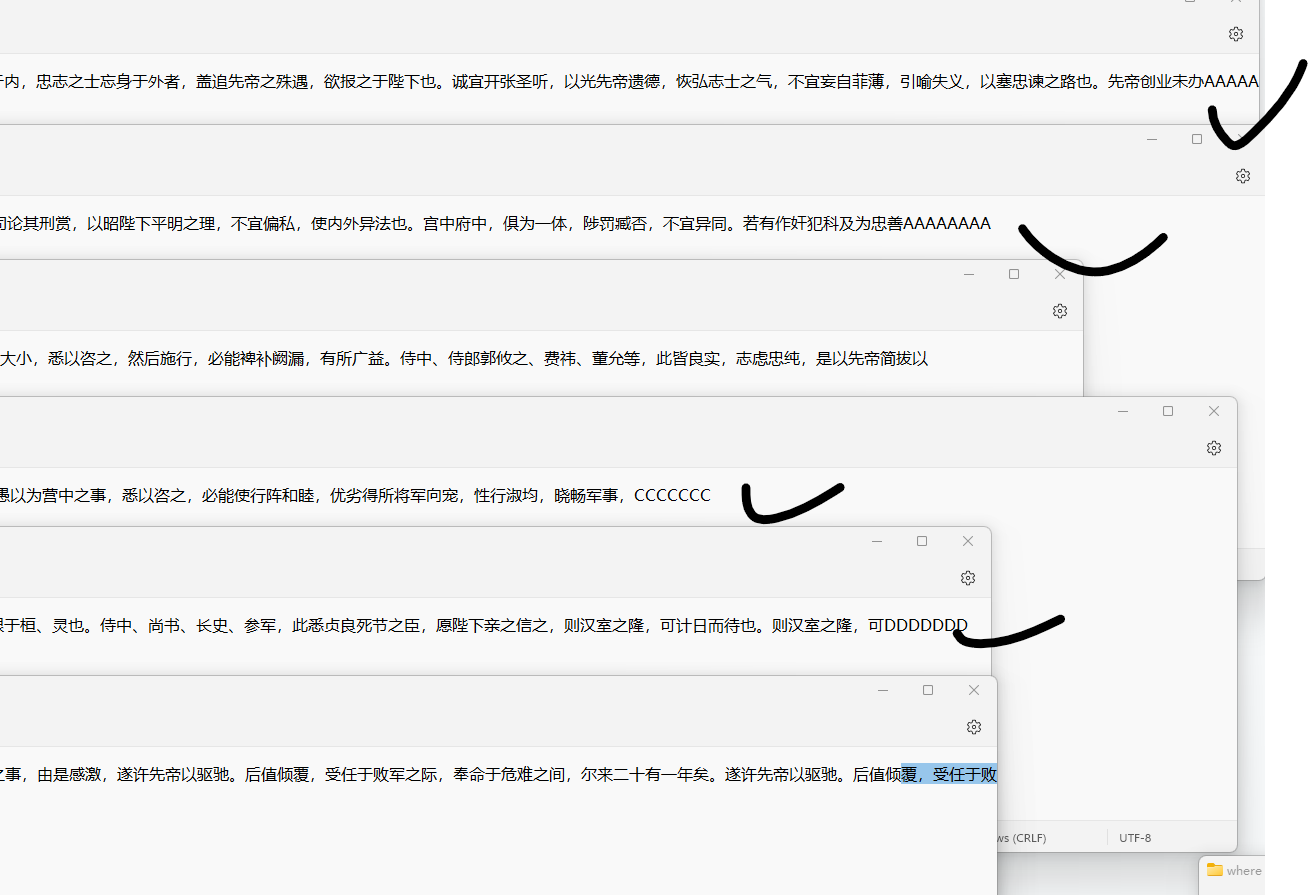 内，忠志之士忘身于外者，盖追先帝之殊遇，欲报之于陛下也。诚宜开张圣听，以光先帝遗德，恢弘志士之气，不宜妄自菲薄，引喻失义，以塞忠谏之路也。先帝创业未办AAAAA
论其刑赏，以昭陛下平明之理，不宜偏私，使内外异法也。宫中府中，俱为一体，陟罚臧否，不宜异同。若有作奸犯科及为忠善AAAAAAAA
大小，悉以咨之，然后施行，必能裨补阙漏，有所广益。侍中、侍郎郭攸之、费祎、董允等，此皆良实，志虑忠纯，是以先帝简拔以
愚以为营中之事，悉以咨之，必能使行阵和睦，优劣得所将军向宠，性行淑均，晓畅军事，CCCCCCC
于桓、灵也。侍中、尚书、长史、参军，此悉贞良死节之臣，愿陛下亲之信之，则汉室之隆，可计日而待也。则汉室之隆，可DDDDDDD
之事，由是感激，遂许先帝以驱驰。后值倾覆，受任于败军之际，奉命于危难之间，尔来二十有一年矣。遂许先帝以驱驰。后值倾覆，受任于败
ws (CRLF) UTF-8
where